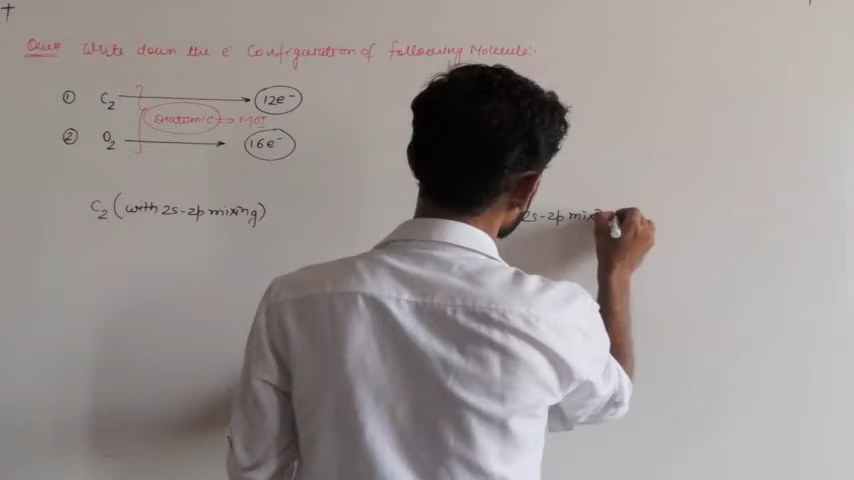 Ques Write down the e⁻ Configuration of following Molecule:-
① C₂ → 12e⁻
Diatomic ⇒ MOT
② O₂ → 16e⁻
C₂ (with 2s-2p mixing) 2s-2p mix